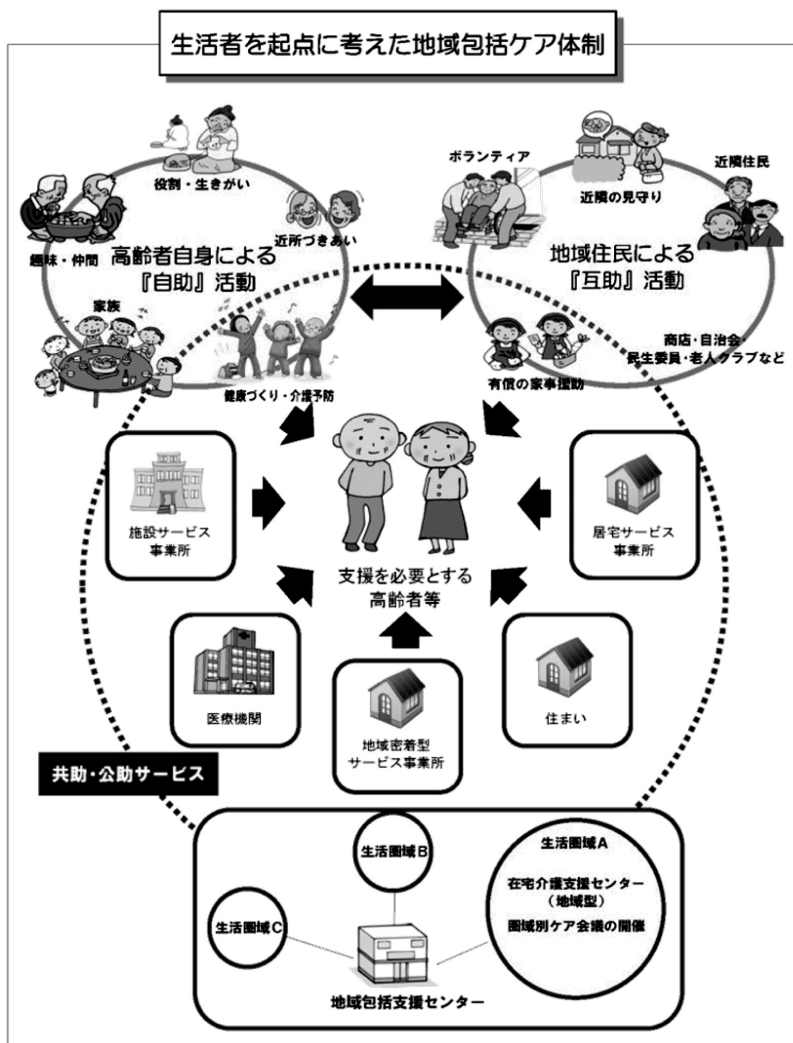 生活者を起点に考えた地域包括ケア体制
役割・生きがい
近所づきあい
趣味・仲間
高齢者自身による
『自助』活動
家族
健康づくり・介護予防
ボランティア
近隣の見守り
近隣住民
地域住民による
『互助』活動
商店・自治会・
民生委員・老人クラブなど
有償の家事援助
施設サービス
事業所
居宅サービス
事業所
支援を必要とする
高齢者等
医療機関
地域密着型
サービス事業所
住まい
共助・公助サービス
生活圏域B
生活圏域A
在宅介護支援センター
(地域型)
圏域別ケア会議の開催
生活圏域C
地域包括支援センター